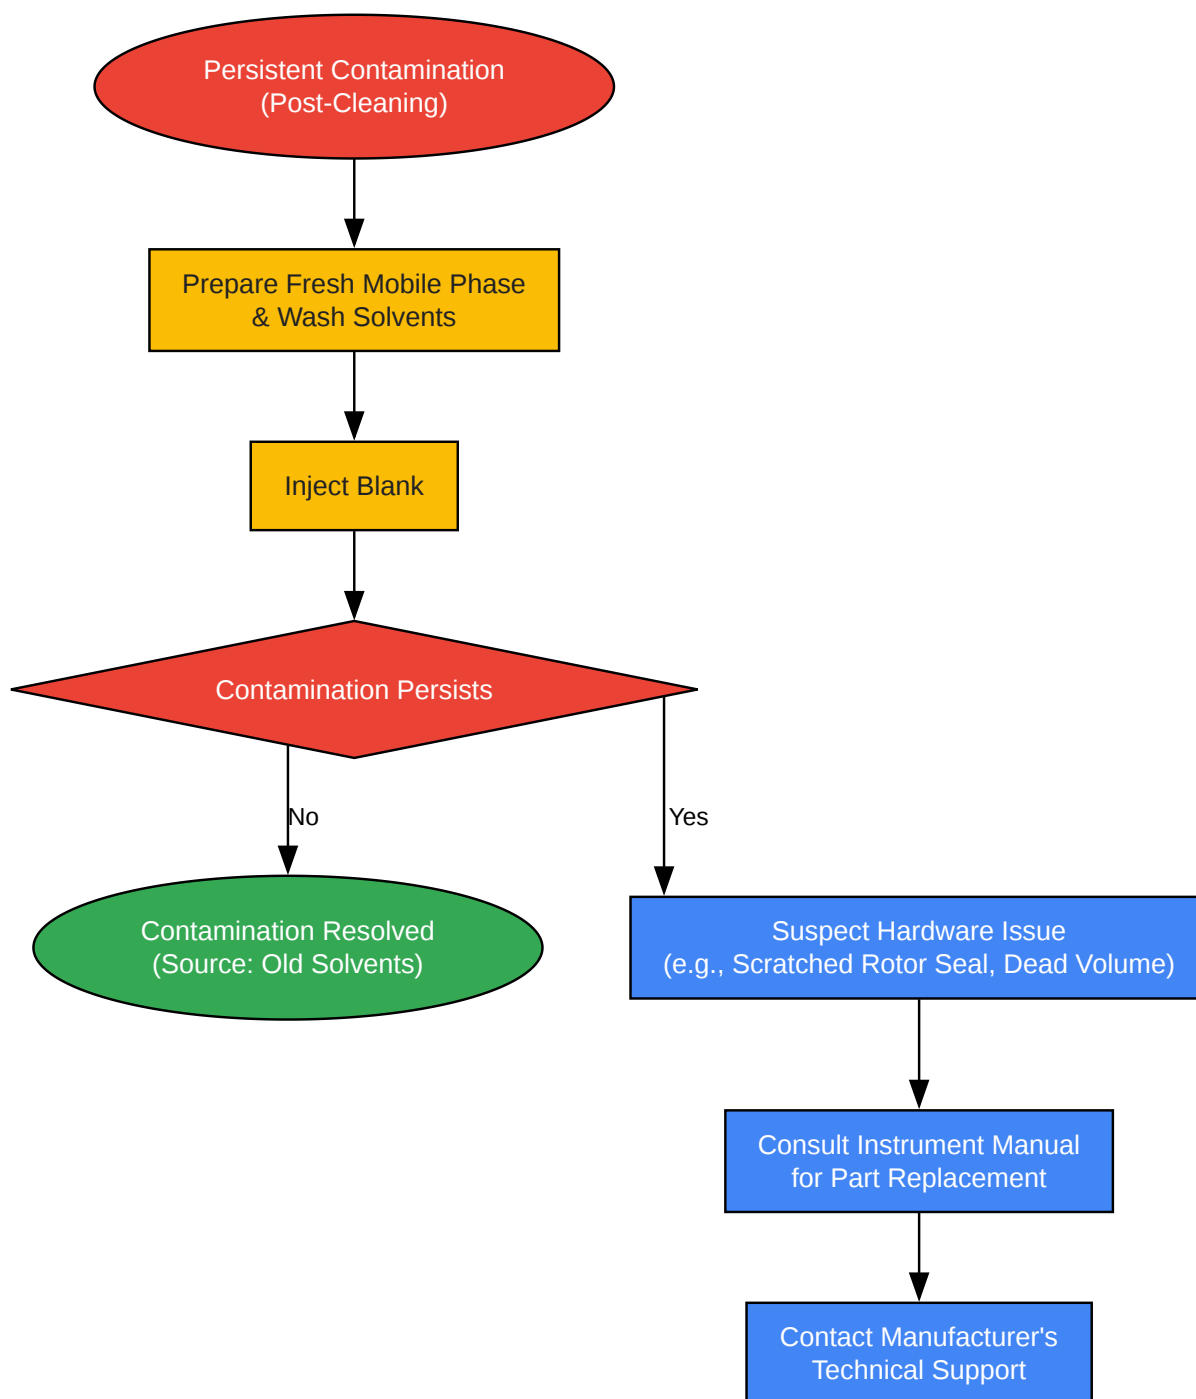 Persistent Contamination
(Post-Cleaning)
Prepare Fresh Mobile Phase
& Wash Solvents
Inject Blank
Contamination Persists
No
Yes
Contamination Resolved
(Source: Old Solvents)
Suspect Hardware Issue
(e.g., Scratched Rotor Seal, Dead Volume)
Consult Instrument Manual
for Part Replacement
Contact Manufacturer's
Technical Support